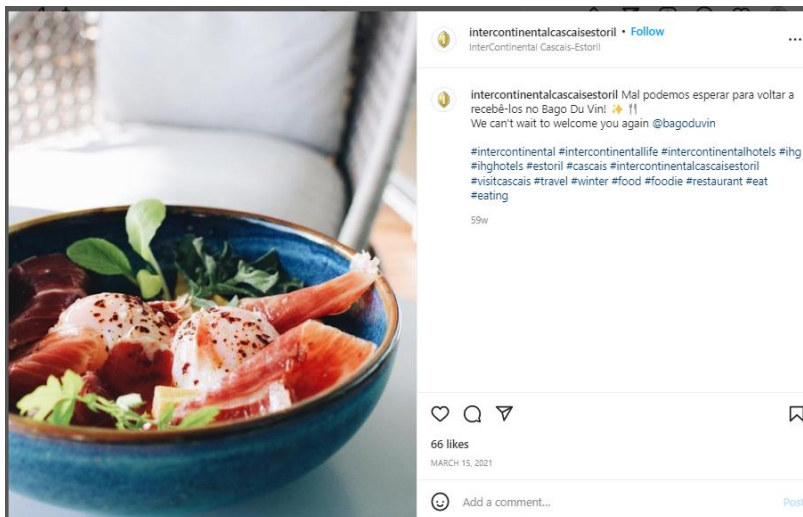 intercontinentalcascaisestoril • Follow
InterContinental Cascais-Estoril
intercontinentalcascaisestoril Mal podemos esperar para voltar a
recebê-los no Bago Du Vin! ✨ 🍴
We can't wait to welcome you again @bagoduvin
#intercontinental #intercontinentallife #intercontinentalhotels #ihg
#ihghotels #estoril #cascais #intercontinentalcascaisestoril
#visitcascais #travel #winter #food #foodie #restaurant #eat
#eating
59w
66 likes
MARCH 15, 2021
Add a comment...
Post